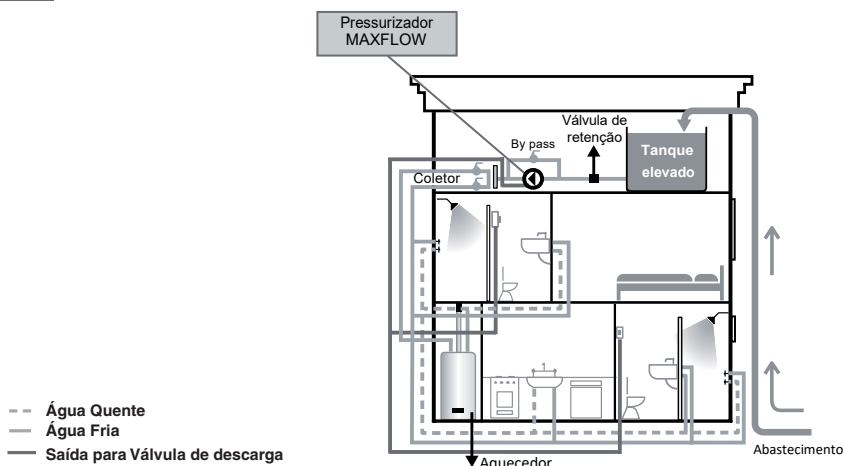 Pressurizador
MAXFLOW
Válvula de
retenção
By pass
Tanque
elevado
Coletor
Água Quente
Água Fria
Saída para Válvula de descarga
Abastecimento
Aquecedor